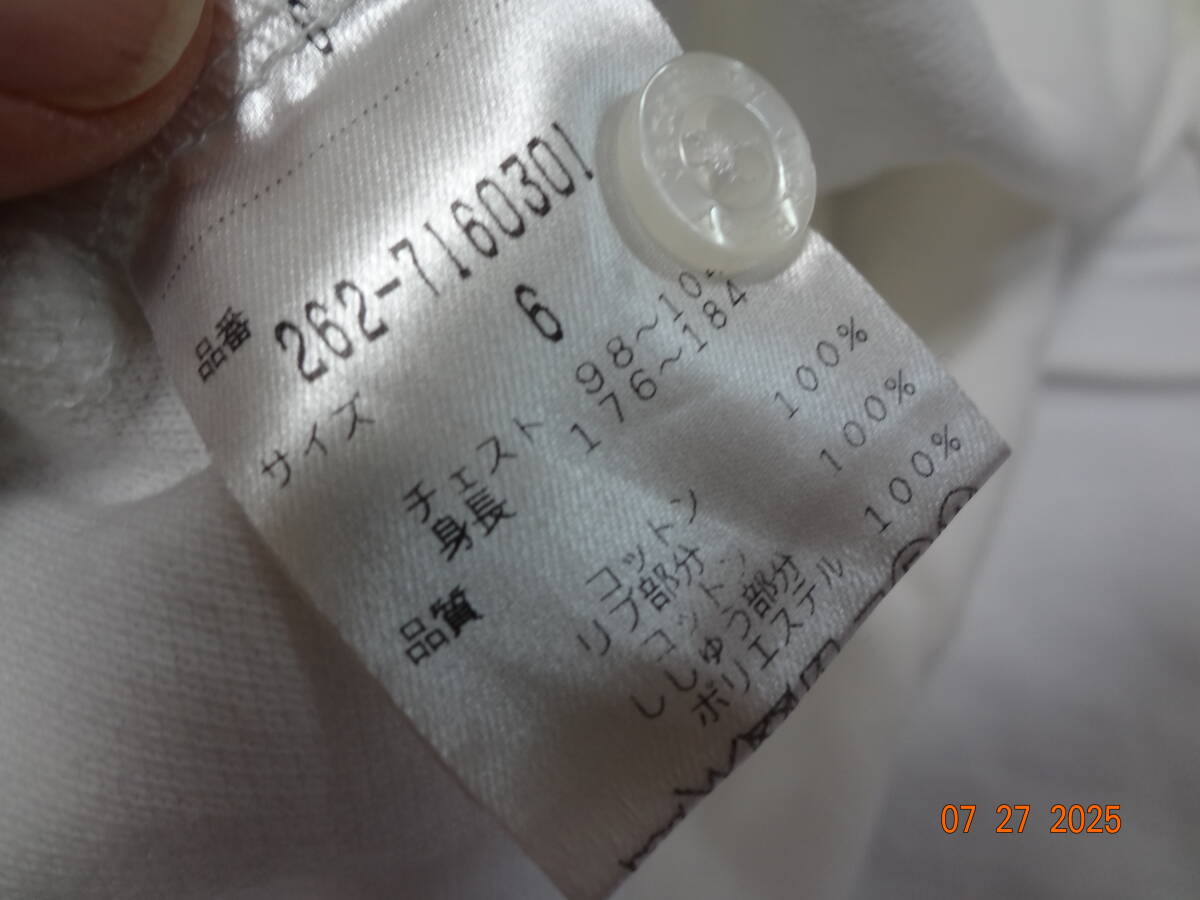 6
品番 262-7160301
サイズ 6
チェスト 98〜10
身長 176〜184
品質 コットン 100%
リブ部分
コットン 100%
ししゅう部分
ポリエステル 100%
07 27 2025